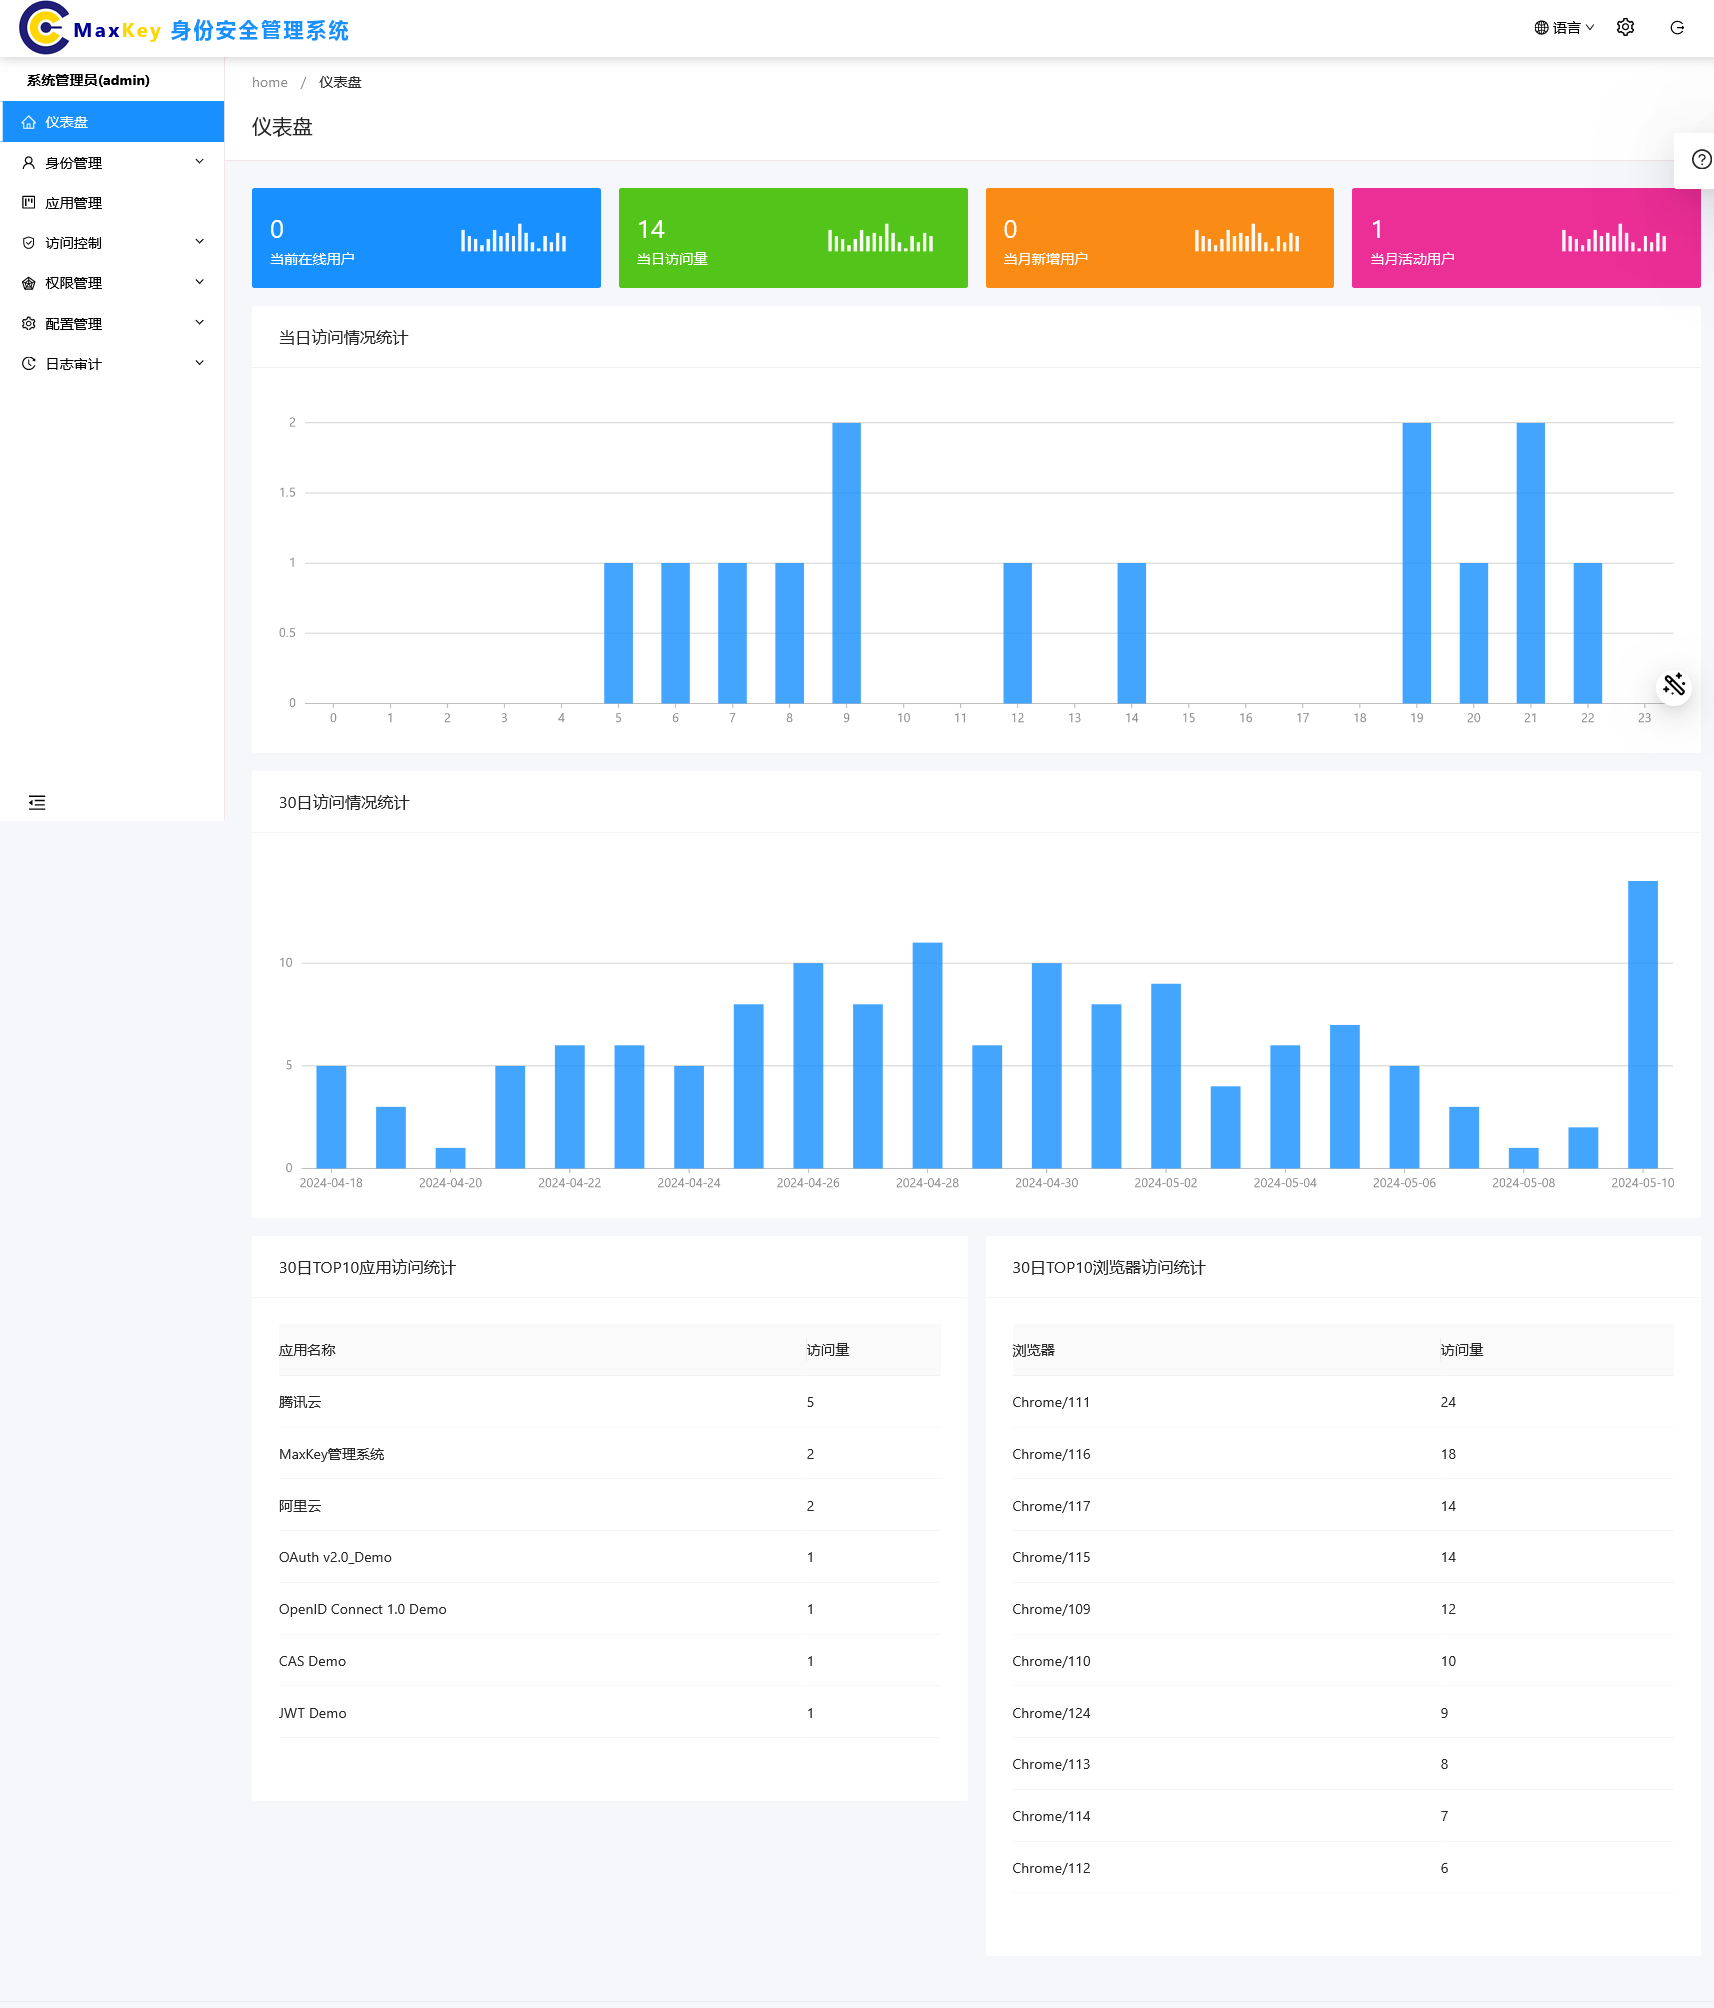 MaxKey 身份安全管理系统
语言
系统管理员(admin)
仪表盘
身份管理
应用管理
访问控制
权限管理
配置管理
日志审计
home / 仪表盘
仪表盘
0
当前在线用户
14
当日访问量
0
当月新增用户
1
当月活动用户
当日访问情况统计
2
1.5
1
0.5
0
0 1 2 3 4 5 6 7 8 9 10 11 12 13 14 15 16 17 18 19 20 21 22 23
30日访问情况统计
10
5
0
2024-04-18 2024-04-20 2024-04-22 2024-04-24 2024-04-26 2024-04-28 2024-04-30 2024-05-02 2024-05-04 2024-05-06 2024-05-08 2024-05-10
30日TOP10应用访问统计
应用名称 访问量
腾讯云 5
MaxKey管理系统 2
阿里云 2
OAuth v2.0_Demo 1
OpenID Connect 1.0 Demo 1
CAS Demo 1
JWT Demo 1
30日TOP10浏览器访问统计
浏览器 访问量
Chrome/111 24
Chrome/116 18
Chrome/117 14
Chrome/115 14
Chrome/109 12
Chrome/110 10
Chrome/124 9
Chrome/113 8
Chrome/114 7
Chrome/112 6